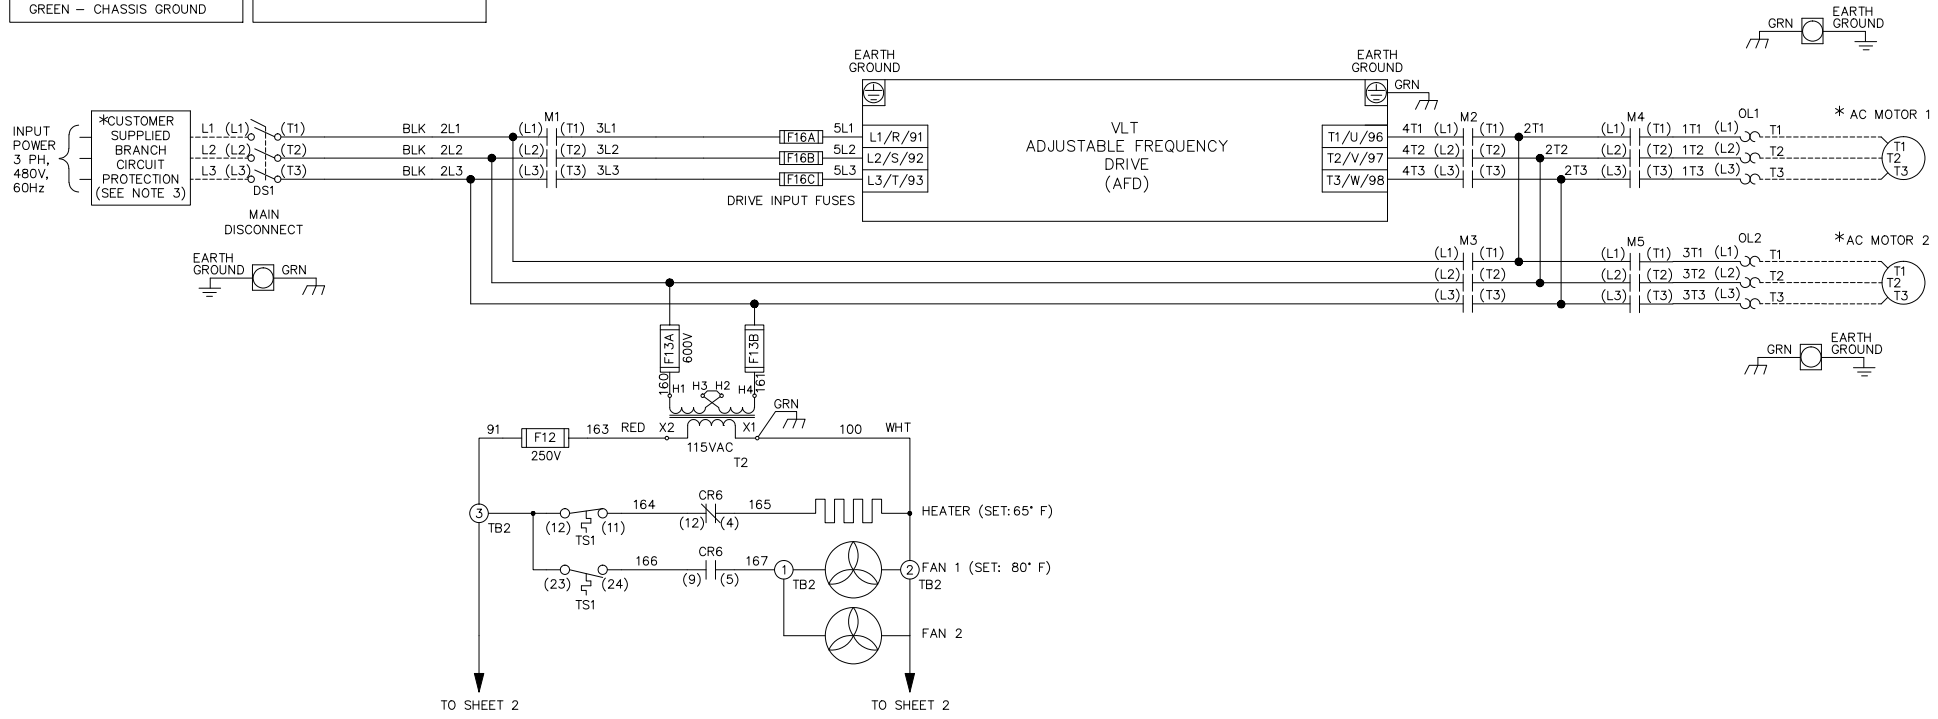 GREEN – CHASSIS GROUND
EARTH
GROUND
GRN
EARTH
GROUND
EARTH
GROUND
GRN
INPUT
POWER
3 PH,
480V,
60Hz
*CUSTOMER
SUPPLIED
BRANCH
CIRCUIT
PROTECTION
(SEE NOTE 3)
L1 (L1) (T1) BLK 2L1 (L1) M1 (T1) 3L1 F16A 5L1 L1/R/91
L2 (L2) (T2) BLK 2L2 (L2) (T2) 3L2 F16B 5L2 L2/S/92
L3 (L3) (T3) BLK 2L3 (L3) (T3) 3L3 F16C 5L3 L3/T/93
DS1
MAIN
DISCONNECT
DRIVE INPUT FUSES
VLT
ADJUSTABLE FREQUENCY
DRIVE
(AFD)
M2 M4 OL1 * AC MOTOR 1
T1/U/96 4T1 (L1) (T1) 2T1 (L1) (T1) 1T1 (L1) T1 T1
T2/V/97 4T2 (L2) (T2) 2T2 (L2) (T2) 1T2 (L2) T2 T2
T3/W/98 4T3 (L3) (T3) 2T3 (L3) (T3) 1T3 (L3) T3 T3
M3 M5 OL2 *AC MOTOR 2
(L1) (T1) (L1) (T1) 3T1 (L1) T1 T1
(L2) (T2) (L2) (T2) 3T2 (L2) T2 T2
(L3) (T3) (L3) (T3) 3T3 (L3) T3 T3
EARTH
GROUND
GRN
GRN
EARTH
GROUND
F13A
600V
F13B
160
161
H1 H3 H2 H4
GRN
91 F12 163 RED X2 X1 100 WHT
250V
115VAC
T2
3
TB2
(12) (11)
TS1
164
CR6
(12) (4)
165
HEATER (SET:65° F)
(23) (24)
TS1
166
CR6
(9) (5)
167
1
TB2
2
TB2
FAN 1 (SET: 80° F)
FAN 2
TO SHEET 2
TO SHEET 2